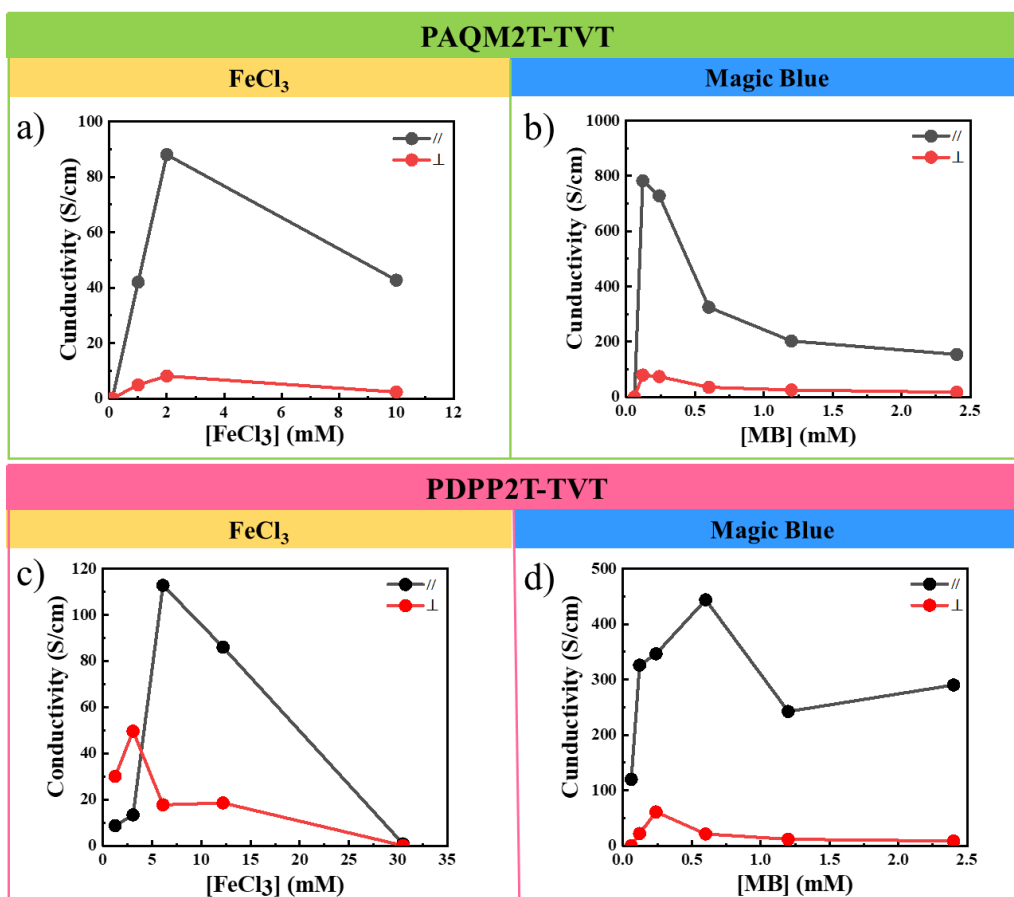 PAQM2T-TVT
FeCl₃
Magic Blue
a)
100
80
60
40
20
0
0 2 4 6 8 10 12
Cunductivity (S/cm)
[FeCl3] (mM)
//
⊥
b)
1000
800
600
400
200
0
0.0 0.5 1.0 1.5 2.0 2.5
Cunductivity (S/cm)
[MB] (mM)
//
⊥
PDPP2T-TVT
FeCl₃
Magic Blue
c)
120
100
80
60
40
20
0
0 5 10 15 20 25 30 35
Conductivity (S/cm)
[FeCl3] (mM)
//
⊥
d)
500
400
300
200
100
0
0.0 0.5 1.0 1.5 2.0 2.5
Cunductivity (S/cm)
[MB] (mM)
//
⊥